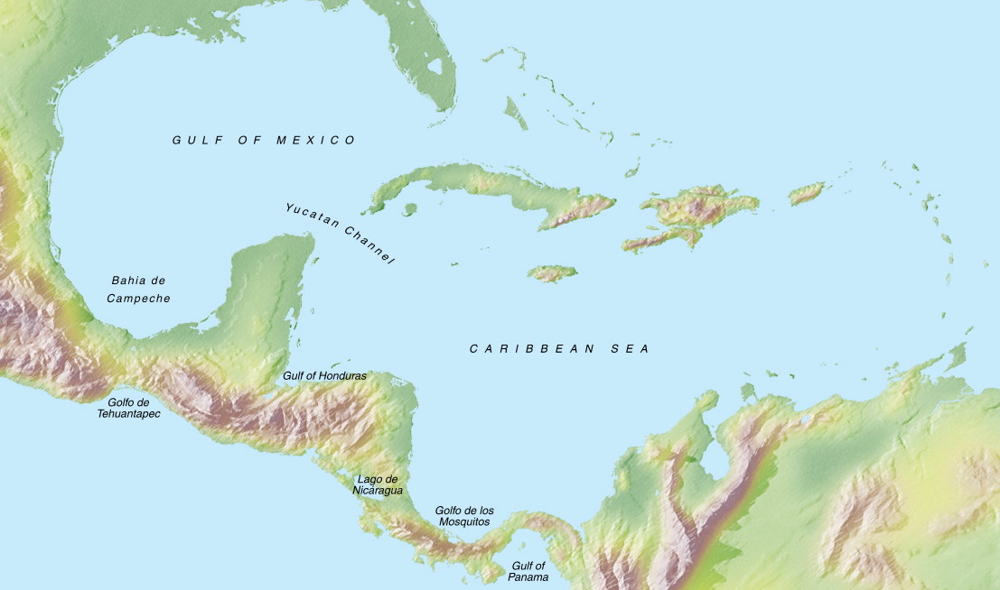 GULF OF MEXICO
Yucatan Channel
Bahia de
Campeche
CARIBBEAN SEA
Gulf of Honduras
Golfo de
Tehuantapec
Lago de
Nicaragua
Golfo de los
Mosquitos
Gulf of
Panama